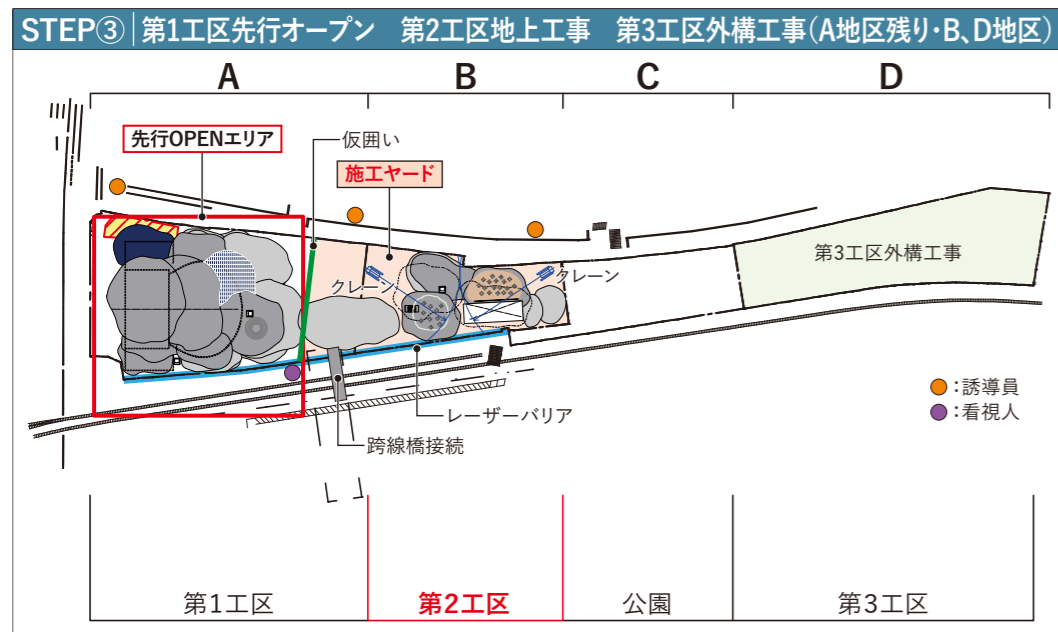 STEP③ 第1工区先行オープン 第2工区地上工事 第3工区外構工事(A地区残り・B、D地区)
A B C D
先行OPENエリア
仮囲い
施工ヤード
クレーン
クレーン
第3工区外構工事
●:誘導員
●:看視人
レーザーバリア
跨線橋接続
第1工区 第2工区 公園 第3工区